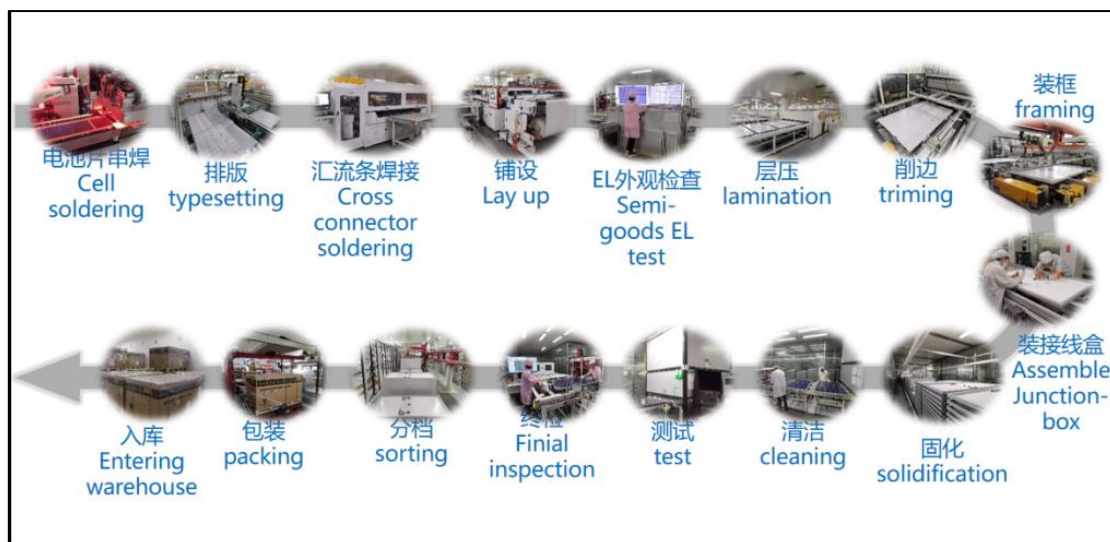 电池片串焊
Cell
soldering
排版
typesetting
汇流条焊接
Cross
connector
soldering
铺设
Lay up
EL外观检查
Semi-
goods EL
test
层压
lamination
削边
triming
装框
framing
装接线盒
Assemble
Junction-
box
固化
solidification
清洁
cleaning
测试
test
终检
Finial
inspection
分档
sorting
包装
packing
入库
Entering
warehouse